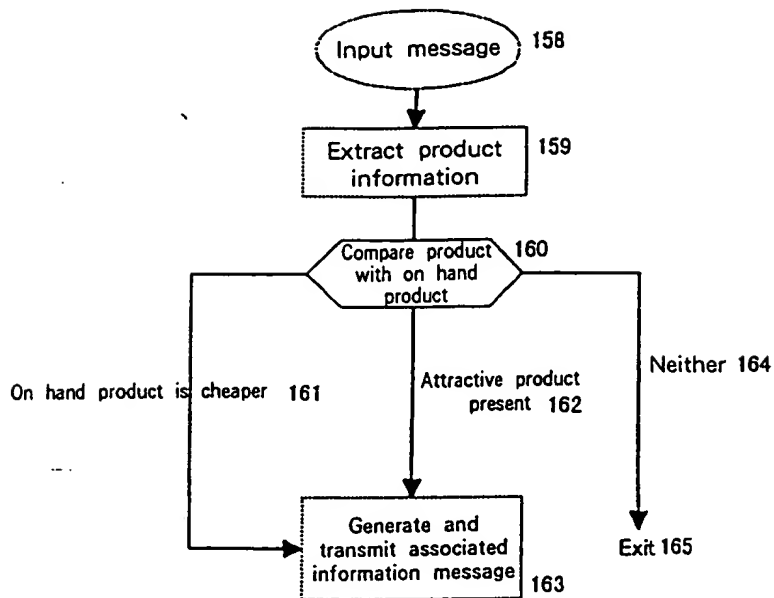 Input message 158
Extract product
information
159
Compare product
with on hand
product
160
On hand product is cheaper 161
Attractive product
present 162
Neither 164
Generate and
transmit associated
information message
163
Exit 165